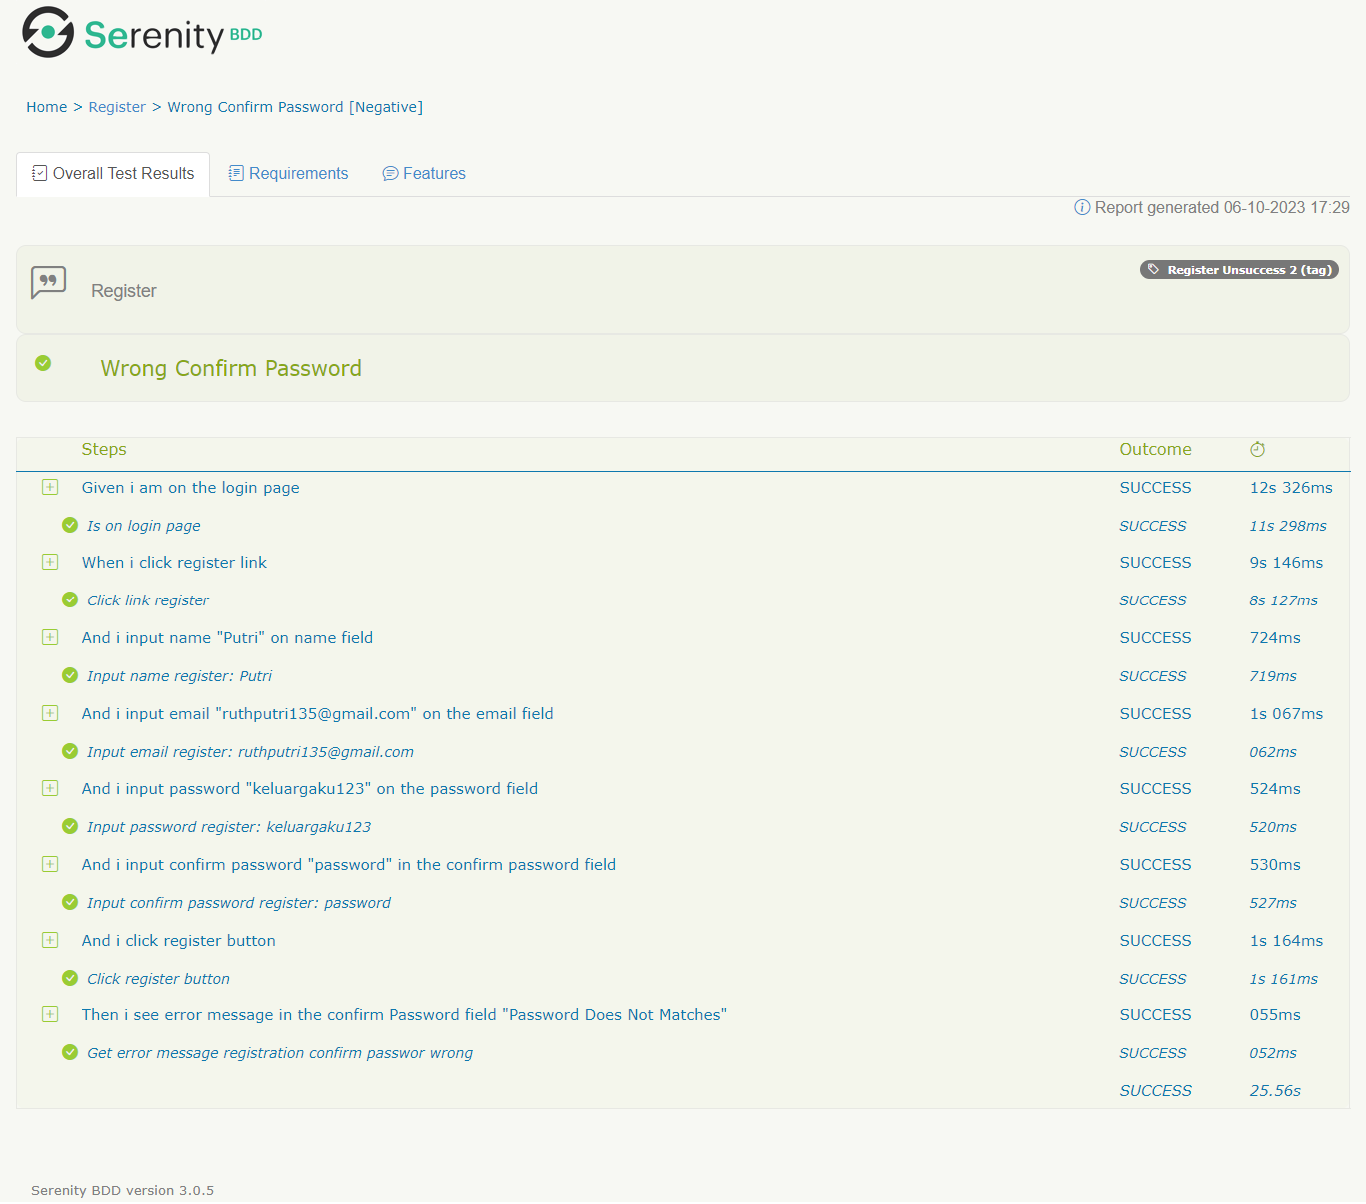 Serenity BDD
Home > Register > Wrong Confirm Password [Negative]
Overall Test Results Requirements Features
Report generated 06-10-2023 17:29
Register Unsuccess 2 (tag)
Register
Wrong Confirm Password
Steps Outcome
Given i am on the login page SUCCESS 12s 326ms
Is on login page SUCCESS 11s 298ms
When i click register link SUCCESS 9s 146ms
Click link register SUCCESS 8s 127ms
And i input name "Putri" on name field SUCCESS 724ms
Input name register: Putri SUCCESS 719ms
And i input email "ruthputri135@gmail.com" on the email field SUCCESS 1s 067ms
Input email register: ruthputri135@gmail.com SUCCESS 062ms
And i input password "keluargaku123" on the password field SUCCESS 524ms
Input password register: keluargaku123 SUCCESS 520ms
And i input confirm password "password" in the confirm password field SUCCESS 530ms
Input confirm password register: password SUCCESS 527ms
And i click register button SUCCESS 1s 164ms
Click register button SUCCESS 1s 161ms
Then i see error message in the confirm Password field "Password Does Not Matches" SUCCESS 055ms
Get error message registration confirm passwor wrong SUCCESS 052ms
SUCCESS 25.56s
Serenity BDD version 3.0.5